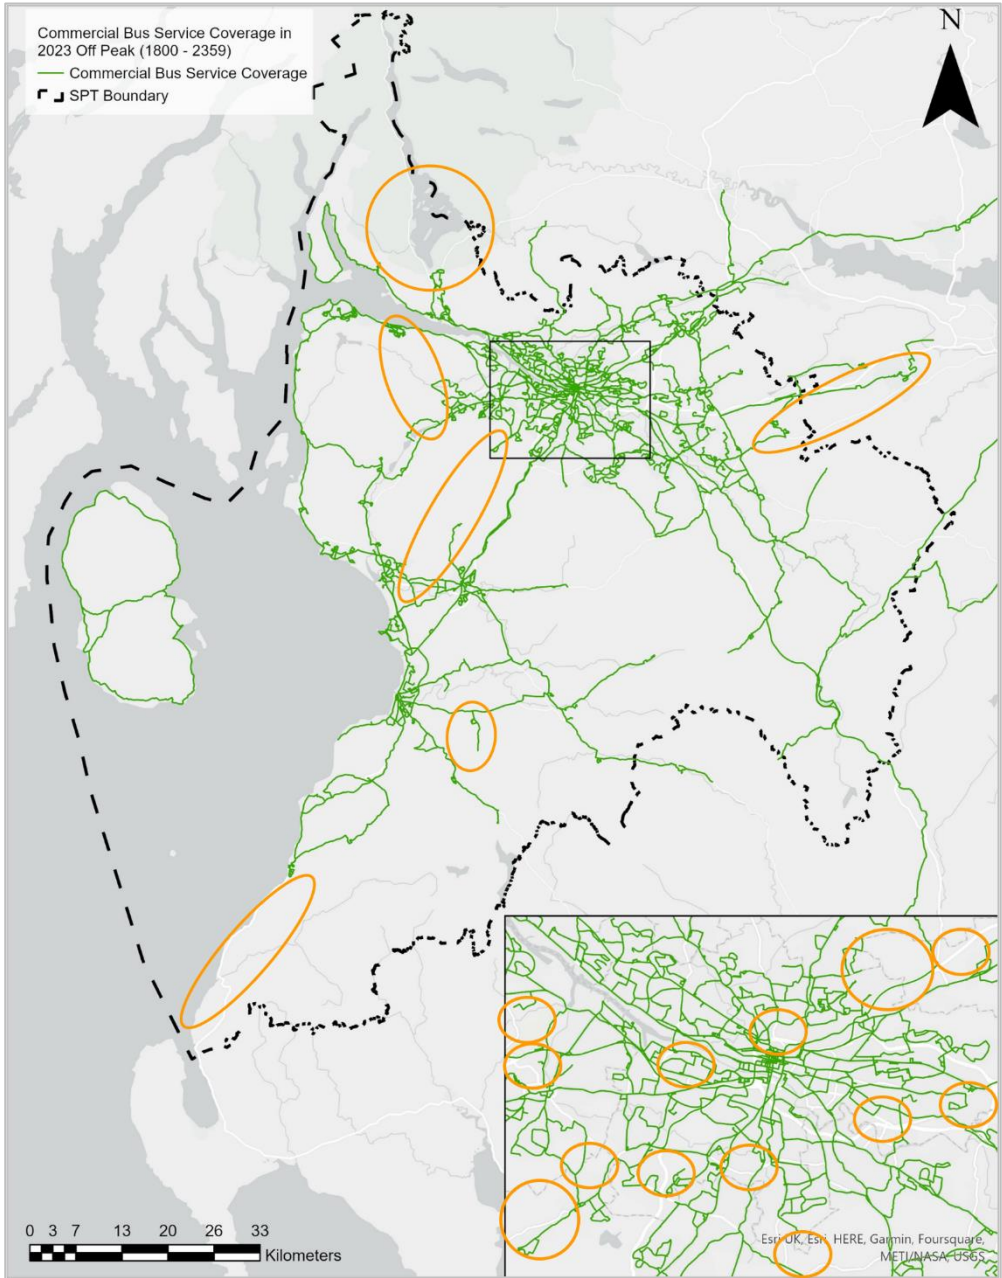 Commercial Bus Service Coverage in
2023 Off Peak (1800 - 2359)
Commercial Bus Service Coverage
SPT Boundary
N
0 3 7 13 20 26 33
Kilometers
Esri UK, Esri, HERE, Garmin, Foursquare,
METI/NASA, USGS